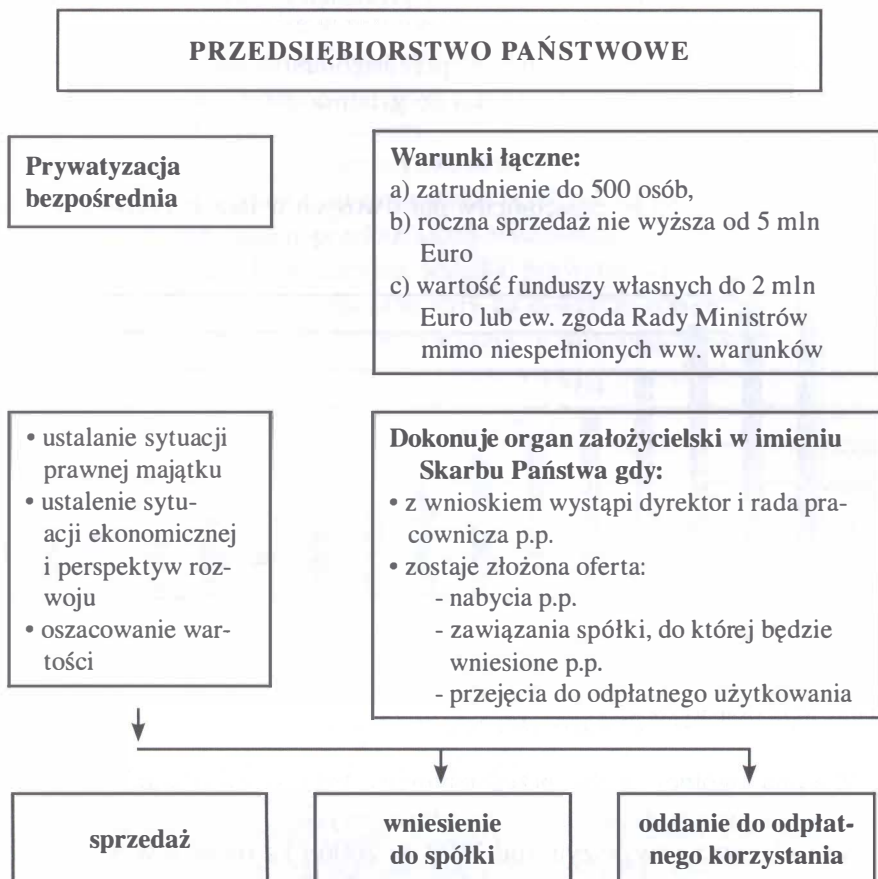 PRZEDSIĘBIORSTWO PAŃSTWOWE
Prywatyzacja
bezpośrednia
Warunki łączne:
a) zatrudnienie do 500 osób,
b) roczna sprzedaż nie wyższa od 5 mln
Euro
c) wartość funduszy własnych do 2 mln
Euro lub ew. zgoda Rady Ministrów
mimo niespełnionych ww. warunków
• ustalanie sytuacji
prawnej majątku
• ustalenie sytu-
acji ekonomicznej
i perspektyw roz-
woju
• oszacowanie war-
tości
Dokonuje organ założycielski w imieniu
Skarbu Państwa gdy:
• z wnioskiem wystąpi dyrektor i rada pra-
cownicza p.p.
• zostaje złożona oferta:
- nabycia p.p.
- zawiązania spółki, do której będzie
wniesione p.p.
- przejęcia do odpłatnego użytkowania
sprzedaż
wniesienie
do spółki
oddanie do odpłat-
nego korzystania